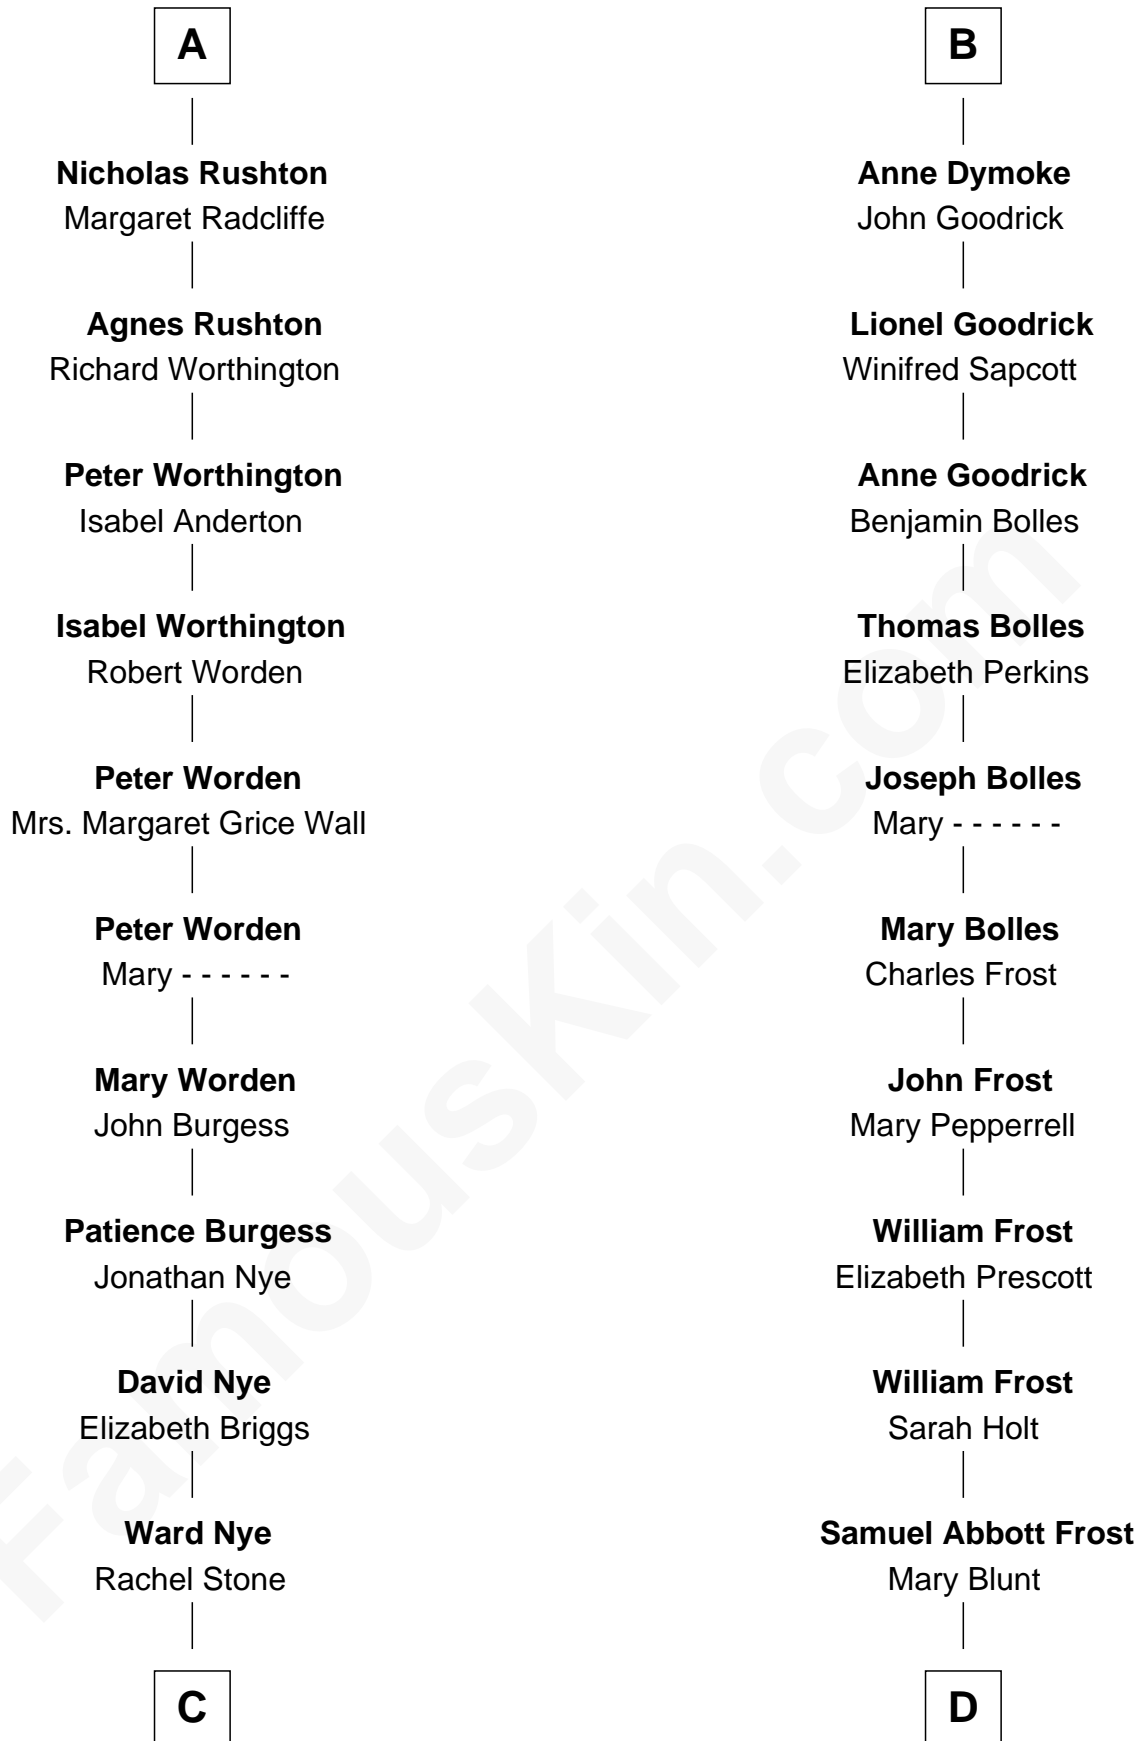 A
Nicholas Rushton
Margaret Radcliffe
Agnes Rushton
Richard Worthington
Peter Worthington
Isabel Anderton
Isabel Worthington
Robert Worden
Peter Worden
Mrs. Margaret Grice Wall
Peter Worden
Mary - - - - - -
Mary Worden
John Burgess
Patience Burgess
Jonathan Nye
David Nye
Elizabeth Briggs
Ward Nye
Rachel Stone
C
B
Anne Dymoke
John Goodrick
Lionel Goodrick
Winifred Sapcott
Anne Goodrick
Benjamin Bolles
Thomas Bolles
Elizabeth Perkins
Joseph Bolles
Mary - - - - - -
Mary Bolles
Charles Frost
John Frost
Mary Pepperrell
William Frost
Elizabeth Prescott
William Frost
Sarah Holt
Samuel Abbott Frost
Mary Blunt
D
FamousKin.com